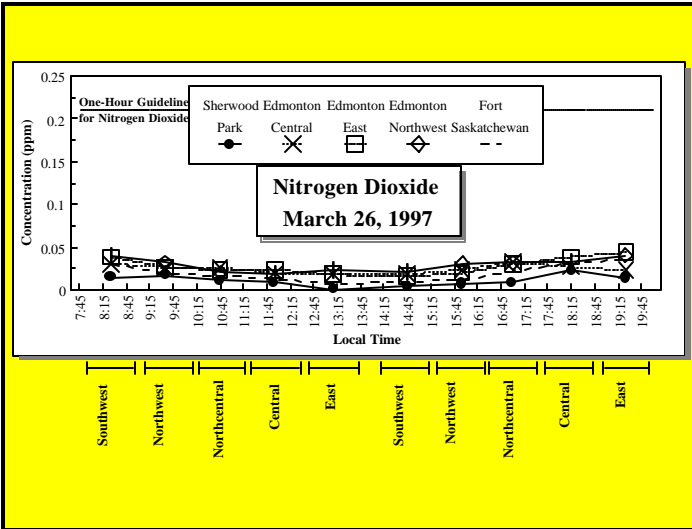 0.25
0.2
0.15
0.1
0.05
0
Concentration (ppm)
One-Hour Guideline
for Nitrogen Dioxide
Sherwood Edmonton Edmonton Edmonton Fort
Park Central East Northwest Saskatchewan
Nitrogen Dioxide
March 26, 1997
7:45
8:15
8:45
9:15
9:45
10:15
10:45
11:15
11:45
12:15
12:45
13:15
13:45
14:15
14:45
15:15
15:45
16:15
16:45
17:15
17:45
18:15
18:45
19:15
19:45
Local Time
Southwest
Northwest
Northcentral
Central
East
Southwest
Northwest
Northcentral
Central
East